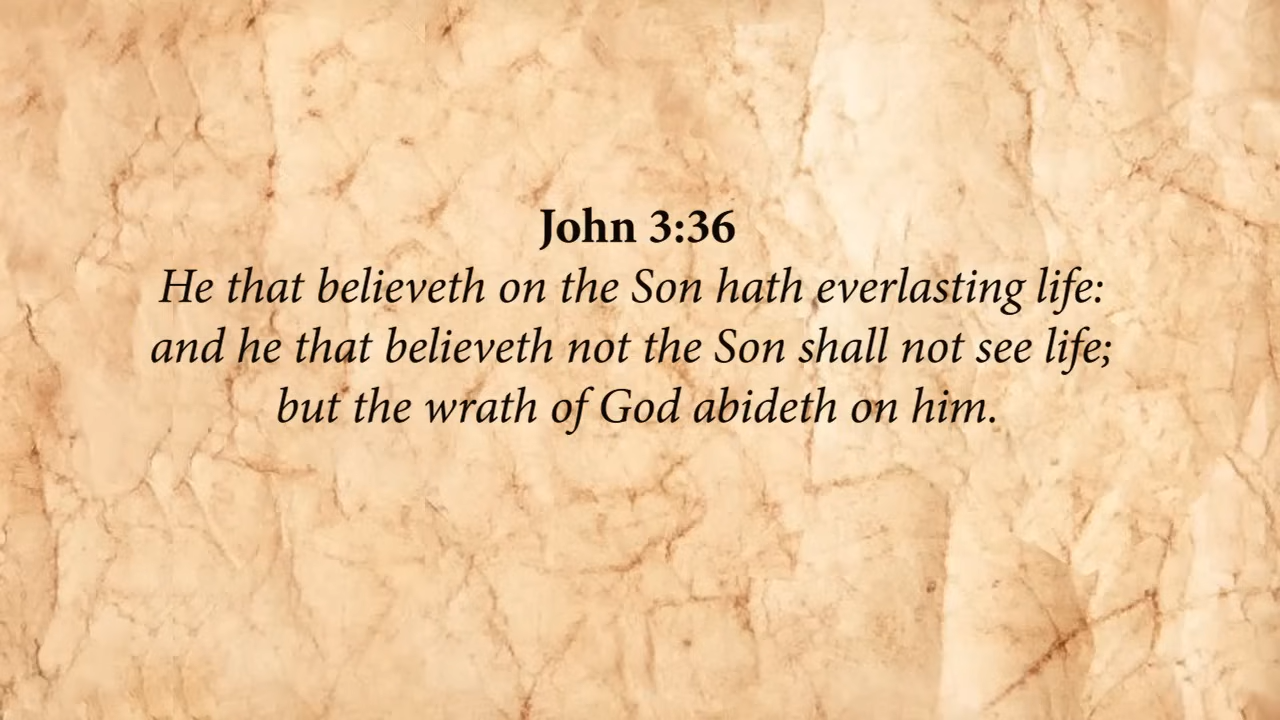 John 3:36
He that believeth on the Son hath everlasting life:
and he that believeth not the Son shall not see life;
but the wrath of God abideth on him.